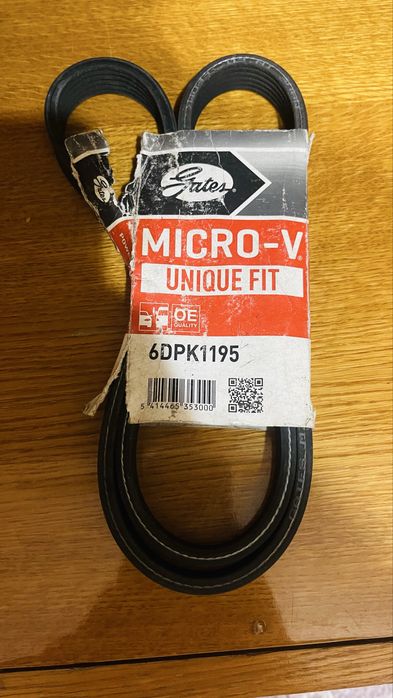 Gates
MICRO-V®
UNIQUE FIT
OE
QUALITY
6DPK1195
5 414465 353000